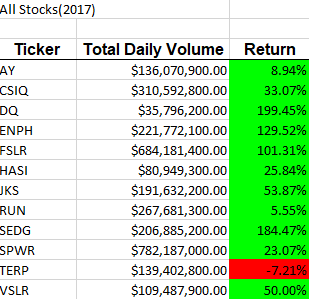 All Stocks(2017)
Ticker Total Daily Volume Return
AY $136,070,900.00 8.94%
CSIQ $310,592,800.00 33.07%
DQ $35,796,200.00 199.45%
ENPH $221,772,100.00 129.52%
FSLR $684,181,400.00 101.31%
HASI $80,949,300.00 25.84%
JKS $191,632,200.00 53.87%
RUN $267,681,300.00 5.55%
SEDG $206,885,200.00 184.47%
SPWR $782,187,000.00 23.07%
TERP $139,402,800.00 -7.21%
VSLR $109,487,900.00 50.00%